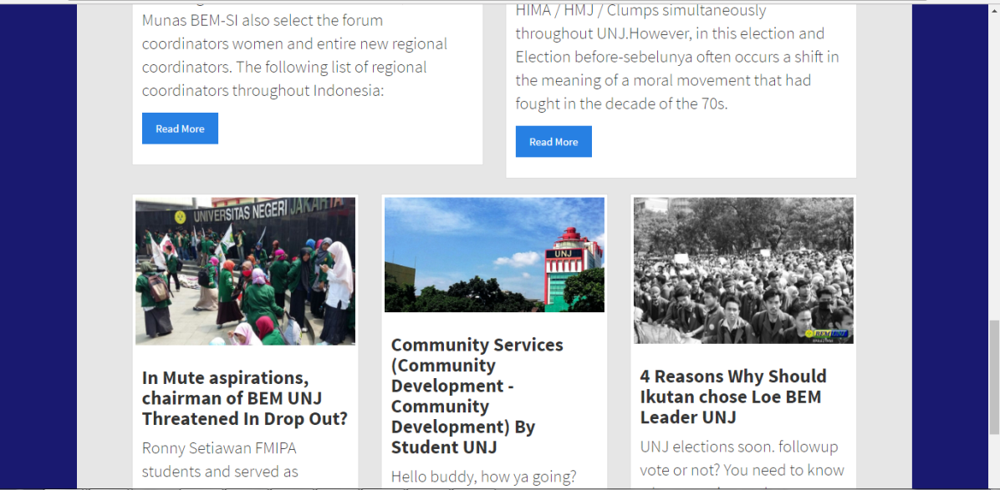 Munas BEM-SI also select the forum
coordinators women and entire new regional
coordinators. The following list of regional
coordinators throughout Indonesia:
Read More
HIMA / HMJ / Clumps simultaneously
throughout UNJ.However, in this election and
Election before-sebelunya often occurs a shift in
the meaning of a moral movement that had
fought in the decade of the 70s.
Read More
UNIVERSITAS NEGERI JAKARTA
In Mute aspirations,
chairman of BEM UNJ
Threatened In Drop Out?
Ronny Setiawan FMIPA
students and served as
UNJ
Community Services
(Community
Development -
Community
Development) By
Student UNJ
Hello buddy, how ya going?
BEM UNJ
4 Reasons Why Should
Ikutan chose Loe BEM
Leader UNJ
UNJ elections soon. followup
vote or not? You need to know